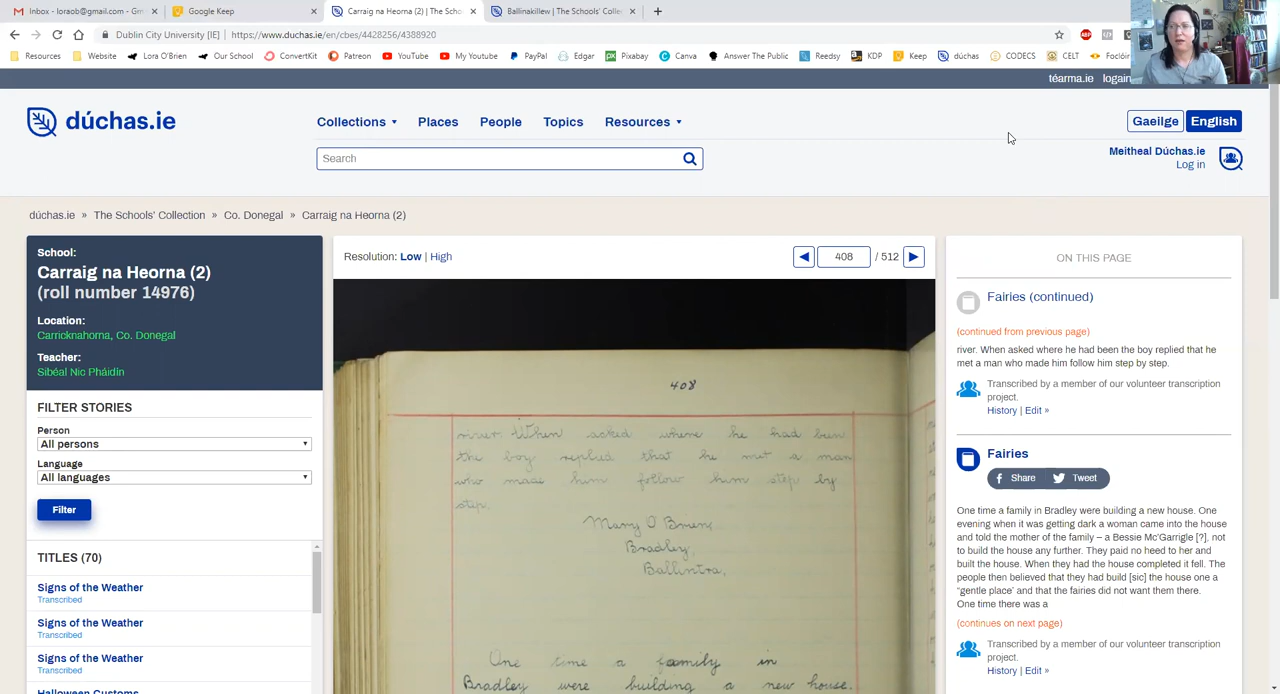 Inbox - loraob@gmail.com - Gm
Google Keep
Carraig na Heorna (2) | The Scho
Ballinakillew | The Schools' Colle
Dublin City University [IE] | https://www.duchas.ie/en/cbes/4428256/4388920
Resources Website Lora O'Brien Our School ConvertKit Patreon YouTube My Youtube PayPal Edgar Pixabay Canva Answer The Public Reedsy KDP Keep dúchas CODECS CELT Foclóir
téarma.ie logain
dúchas.ie
Collections Places People Topics Resources
Gaeilge English
Search
Meitheal Dúchas.ie
Log in
dúchas.ie » The Schools' Collection » Co. Donegal » Carraig na Heorna (2)
School:
Carraig na Heorna (2)
(roll number 14976)
Location:
Carricknahorna, Co. Donegal
Teacher:
Sibéal Nic Pháidín
FILTER STORIES
Person
All persons
Language
All languages
Filter
TITLES (70)
Signs of the Weather
Transcribed
Signs of the Weather
Transcribed
Signs of the Weather
Transcribed
Halloween Customs
Resolution: Low | High
408 / 512
408
river. When asked where he had been
the boy replied that he met a man
who made him follow him step by
step.
Mary O'Brien,
Bradley,
Ballintra,
One time a family in
Bradley were building a new house.
ON THIS PAGE
Fairies (continued)
(continued from previous page)
river. When asked where he had been the boy replied that he
met a man who made him follow him step by step.
Transcribed by a member of our volunteer transcription
project.
History | Edit »
Fairies
Share Tweet
One time a family in Bradley were building a new house. One
evening when it was getting dark a woman came into the house
and told the mother of the family – a Bessie Mc'Garrigle [?]. not
to build the house any further. They paid no heed to her and
built the house. When they had the house completed it fell. The
people then believed that they had build [sic] the house one a
"gentle place' and that the fairies did not want them there.
One time there was a
(continues on next page)
Transcribed by a member of our volunteer transcription
project.
History | Edit »